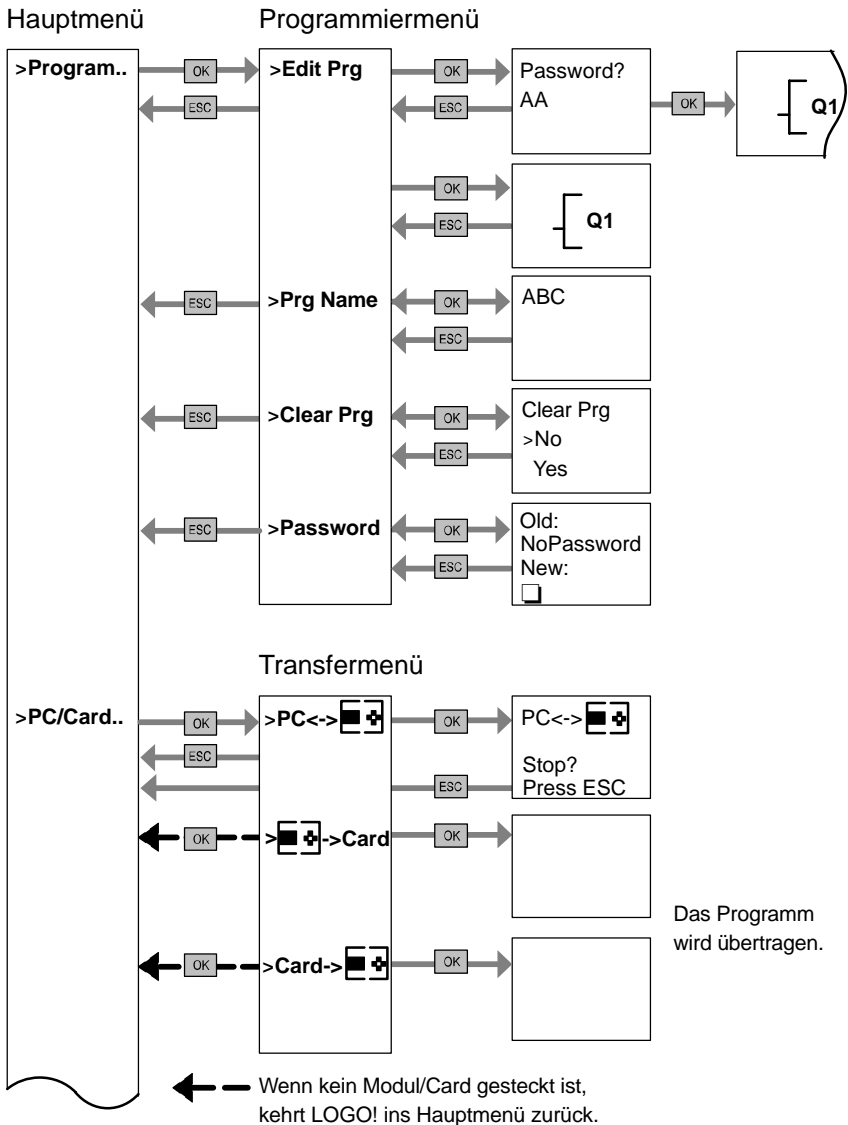 Hauptmenü
Programmiermenü
>Program..
OK
>Edit Prg
OK
Password?
ESC
ESC
AA
OK
Q1
OK
ESC
Q1
ESC
>Prg Name
OK
ABC
ESC
ESC
>Clear Prg
OK
Clear Prg
ESC
>No
Yes
ESC
>Password
OK
Old:
NoPassword
ESC
New:
Transfermenü
>PC/Card..
OK
>PC<->
OK
PC<->
ESC
Stop?
ESC
Press ESC
OK
>
->Card
OK
Das Programm
wird übertragen.
OK
>Card->
OK
Wenn kein Modul/Card gesteckt ist,
kehrt LOGO! ins Hauptmenü zurück.